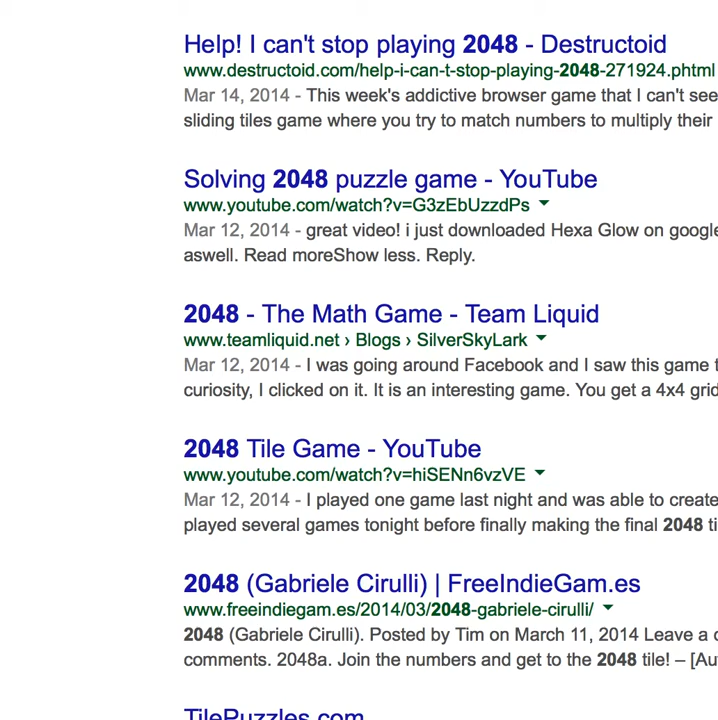 Help! I can't stop playing 2048 - Destructoid
www.destructoid.com/help-i-can-t-stop-playing-2048-271924.phtml
Mar 14, 2014 - This week's addictive browser game that I can't see
sliding tiles game where you try to match numbers to multiply their
Solving 2048 puzzle game - YouTube
www.youtube.com/watch?v=G3zEbUzzdPs
Mar 12, 2014 - great video! i just downloaded Hexa Glow on google
aswell. Read moreShow less. Reply.
2048 - The Math Game - Team Liquid
www.teamliquid.net › Blogs › SilverSkyLark
Mar 12, 2014 - I was going around Facebook and I saw this game t
curiosity, I clicked on it. It is an interesting game. You get a 4x4 grid
2048 Tile Game - YouTube
www.youtube.com/watch?v=hiSENn6vzVE
Mar 12, 2014 - I played one game last night and was able to create
played several games tonight before finally making the final 2048 ti
2048 (Gabriele Cirulli) | FreeIndieGam.es
www.freeindiegam.es/2014/03/2048-gabriele-cirulli/
2048 (Gabriele Cirulli). Posted by Tim on March 11, 2014 Leave a c
comments. 2048a. Join the numbers and get to the 2048 tile! – [Au
TilePuzzles.com